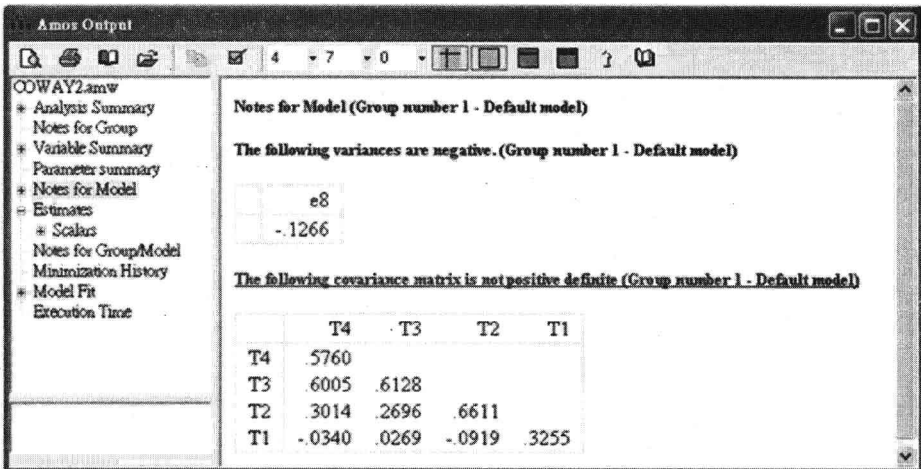 Amos Output
4 7 0
COWAY2.amw
Analysis Summary
Notes for Group
Variable Summary
Parameter summary
Notes for Model
Estimates
Scalars
Notes for Group/Model
Minimization History
Model Fit
Execution Time
Notes for Model (Group number 1 - Default model)
The following variances are negative. (Group number 1 - Default model)
e8
-.1266
The following covariance matrix is not positive definite (Group number 1 - Default model)
T4 T3 T2 T1
T4 .5760
T3 .6005 .6128
T2 .3014 .2696 .6611
T1 -.0340 .0269 -.0919 .3255